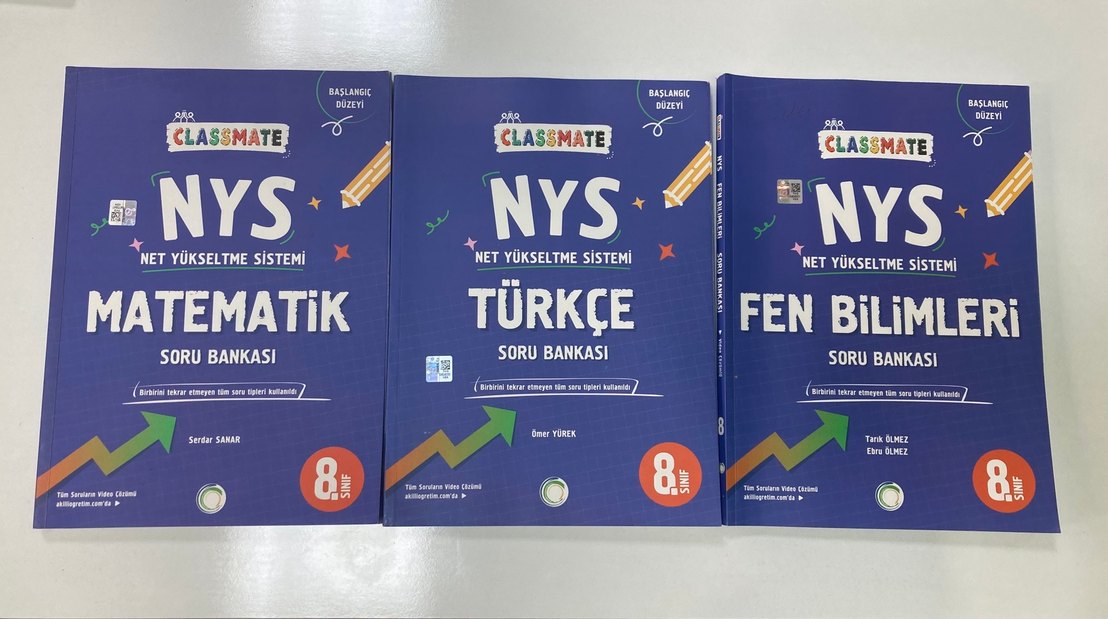 BAŞLANGIÇ
DÜZEYİ
CLASSMATE
NYS
NET YÜKSELTME SİSTEMİ
MATEMATİK
SORU BANKASI
Birbirini tekrar etmeyen tüm soru tipleri kullanıldı
Serdar SANAR
Tüm Soruların Video Çözümü
akilliogretim.com'da
8.
SINIF
BAŞLANGIÇ
DÜZEYİ
CLASSMATE
NYS
NET YÜKSELTME SİSTEMİ
TÜRKÇE
SORU BANKASI
Birbirini tekrar etmeyen tüm soru tipleri kullanıldı
Ömer YÜREK
Tüm Soruların Video Çözümü
akilliogretim.com'da
8.
SINIF
NYS FEN BİLİMLERİ SORU BANKASI Video Çözümlü 8
BAŞLANGIÇ
DÜZEYİ
CLASSMATE
NYS
NET YÜKSELTME SİSTEMİ
FEN BİLİMLERİ
SORU BANKASI
Birbirini tekrar etmeyen tüm soru tipleri kullanıldı
Tarık ÖLMEZ
Ebru ÖLMEZ
Tüm Soruların Video Çözümü
akilliogretim.com'da
8.
SINIF